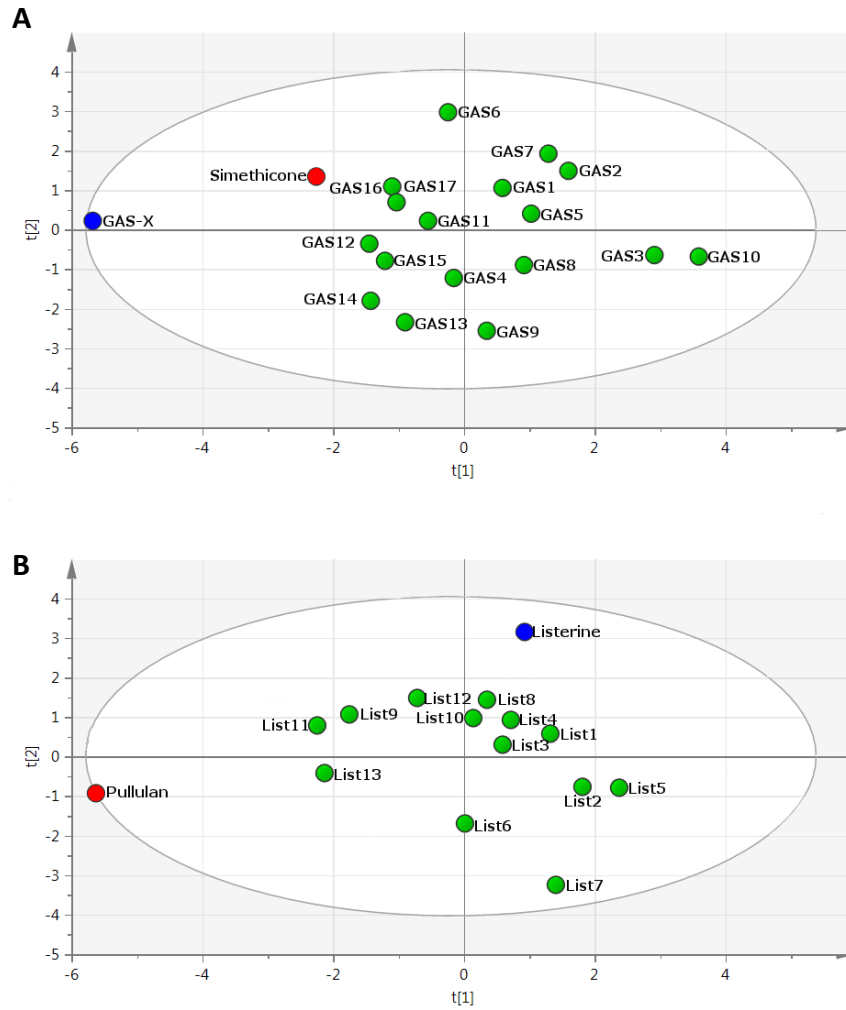 A
4
3
2
1
0
-1
-2
-3
-4
-5
t[2]
GAS6
GAS7
GAS2
Simethicone
GAS16
GAS17
GAS1
GAS-X
GAS11
GAS5
GAS12
GAS15
GAS8
GAS3
GAS10
GAS4
GAS14
GAS13
GAS9
-6 -4 -2 0 2 4
t[1]
B
4
3
2
1
0
-1
-2
-3
-4
-5
t[2]
Listerine
List12
List8
List11
List9
List10
List4
List1
List3
List13
Pullulan
List2
List5
List6
List7
-6 -4 -2 0 2 4
t[1]